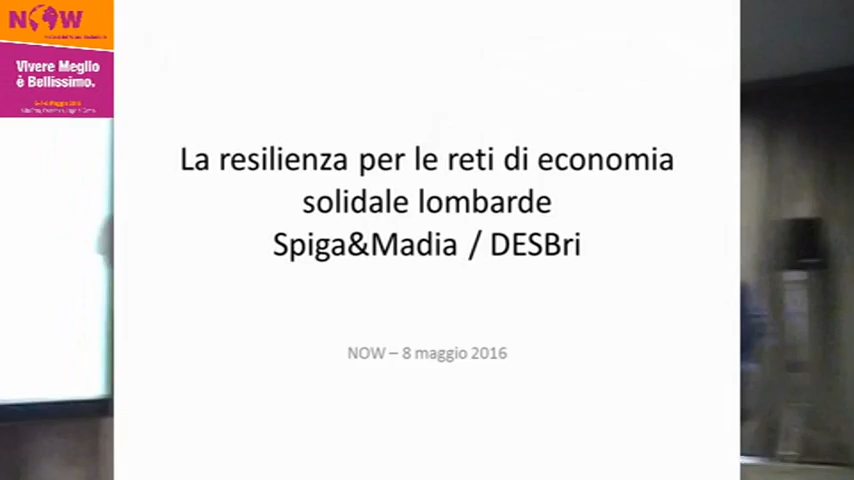 NOW
Vivere Meglio
è Bellissimo.
La resilienza per le reti di economia
solidale lombarde
Spiga&Madia / DESBri
NOW – 8 maggio 2016